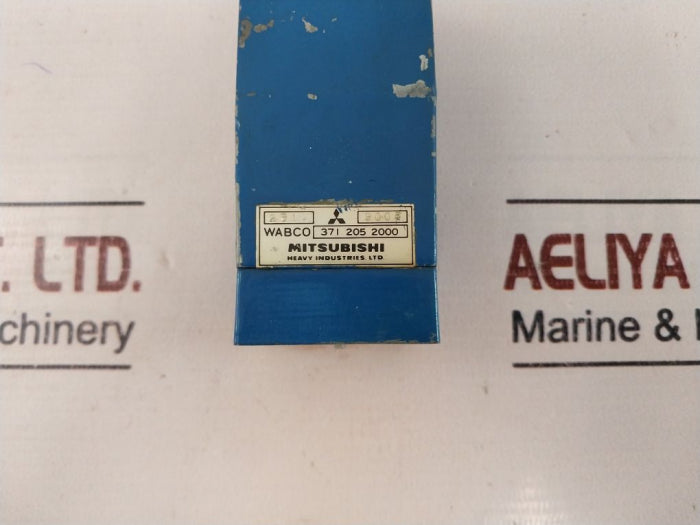 WABCO 371 205 2000
MITSUBISHI
HEAVY INDUSTRIES, LTD.
T. LTD.
chinery
AELIYA
Marine &